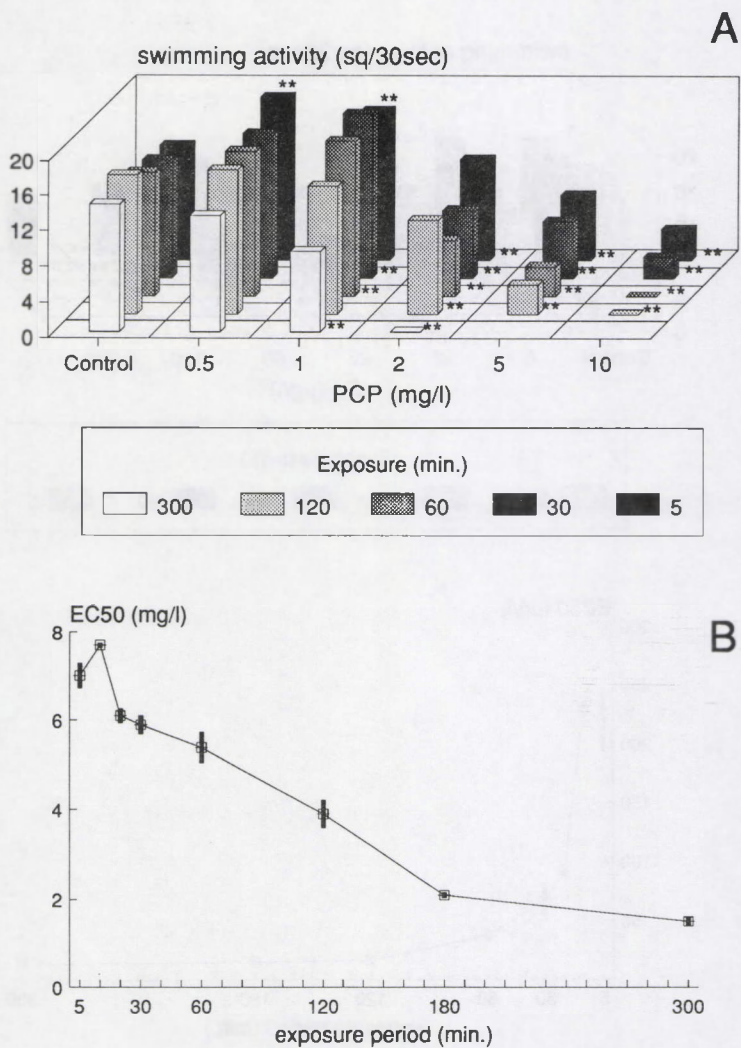 A
swimming activity (sq/30sec)
** **
20
16
12
8
4
0
** ** **
** ** ** **
** ** ** **
** ** **
** **
Control 0.5 1 2 5 10
PCP (mg/l)
Exposure (min.)
300 120 60 30 5
EC50 (mg/l)
B
8
6
4
2
0
5 30 60 120 180 300
exposure period (min.)